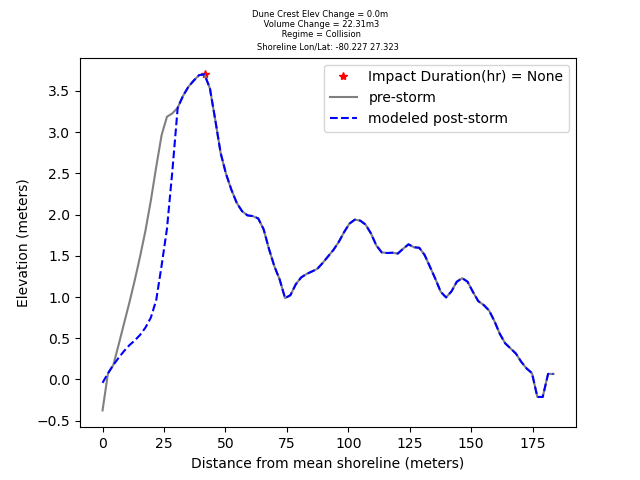 Dune Crest Elev Change = 0.0m
Volume Change = 22.31m3
Regime = Collision
Shoreline Lon/Lat: -80.227 27.323
Impact Duration(hr) = None
pre-storm
modeled post-storm
Elevation (meters)
3.5
3.0
2.5
2.0
1.5
1.0
0.5
0.0
−0.5
0 25 50 75 100 125 150 175
Distance from mean shoreline (meters)